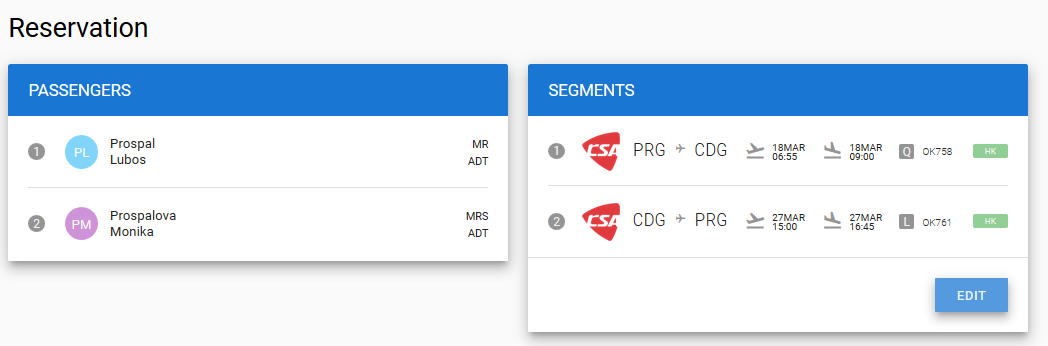 Reservation
PASSENGERS
1 PL Prospal MR
Lubos ADT
2 PM Prospalova MRS
Monika ADT
SEGMENTS
1 CSA PRG CDG 18MAR 18MAR Q OK758 HK
06:55 09:00
2 CSA CDG PRG 27MAR 27MAR L OK761 HK
15:00 16:45
EDIT